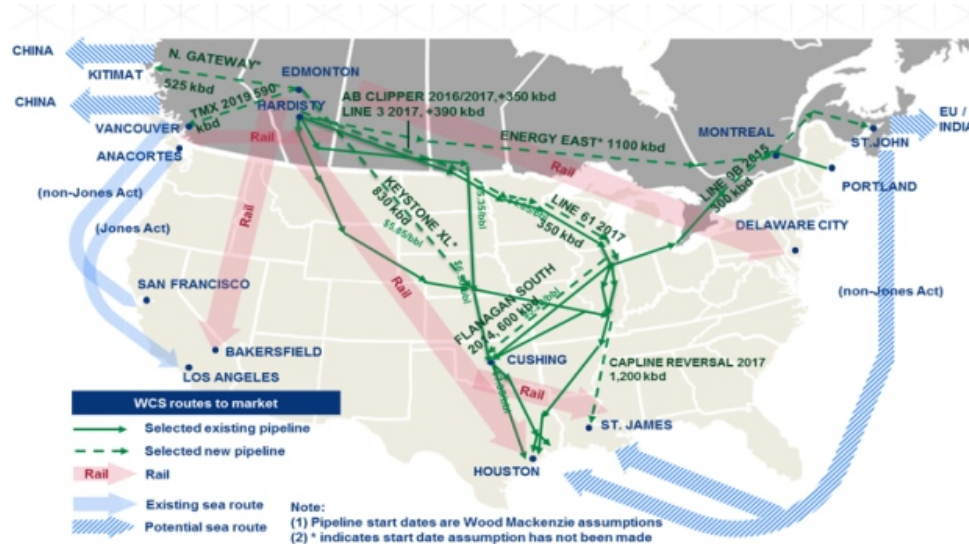 CHINA
N. GATEWAY*
KITIMAT
525 kbd
EDMONTON
CHINA
TMX 2019 590
kbd
HARDISTY
AB CLIPPER 2016/2017,+350 kbd
LINE 3 2017, +390 kbd
VANCOUVER
ANACORTES
Rail
ENERGY EAST* 1100 kbd
Rail
MONTREAL
EU /
INDIA
ST.JOHN
PORTLAND
LINE 9B 2015
300 kbd
(non-Jones Act)
(Jones Act)
Rail
KEYSTONE XL*
830 kbd
$5.65/bbl
LINE 61 2017
350 kbd
DELAWARE CITY
(non-Jones Act)
SAN FRANCISCO
Rail
FLANAGAN SOUTH
2014, 600 kbd
BAKERSFIELD
LOS ANGELES
CUSHING
CAPLINE REVERSAL 2017
1,200 kbd
Rail
ST. JAMES
HOUSTON
WCS routes to market
Selected existing pipeline
Selected new pipeline
Rail
Rail
Existing sea route
Potential sea route
Note:
(1) Pipeline start dates are Wood Mackenzie assumptions
(2) * indicates start date assumption has not been made